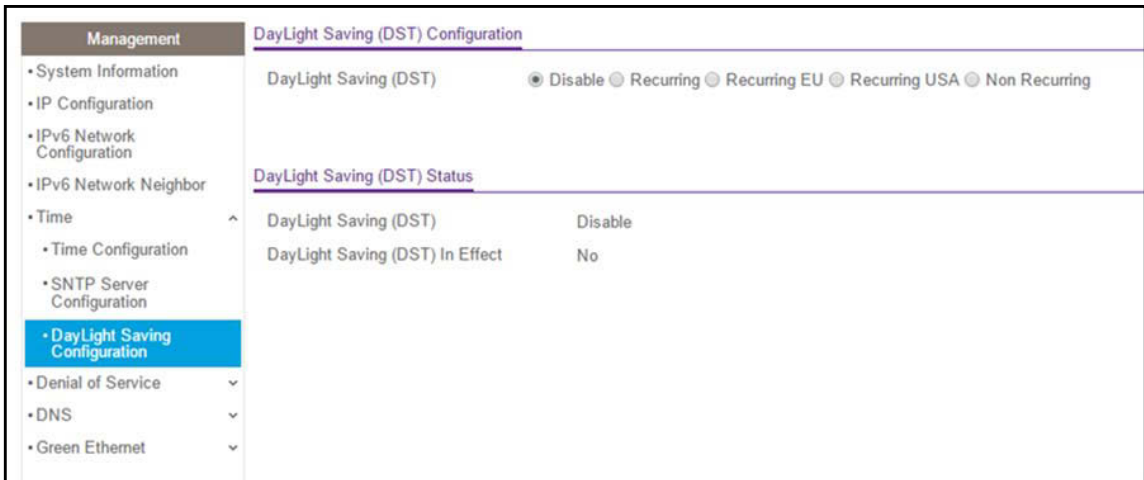 Management
• System Information
• IP Configuration
• IPv6 Network
Configuration
• IPv6 Network Neighbor
• Time
• Time Configuration
• SNTP Server
Configuration
• DayLight Saving
Configuration
• Denial of Service
• DNS
• Green Ethernet
DayLight Saving (DST) Configuration
DayLight Saving (DST) Disable Recurring Recurring EU Recurring USA Non Recurring
DayLight Saving (DST) Status
DayLight Saving (DST) Disable
DayLight Saving (DST) In Effect No